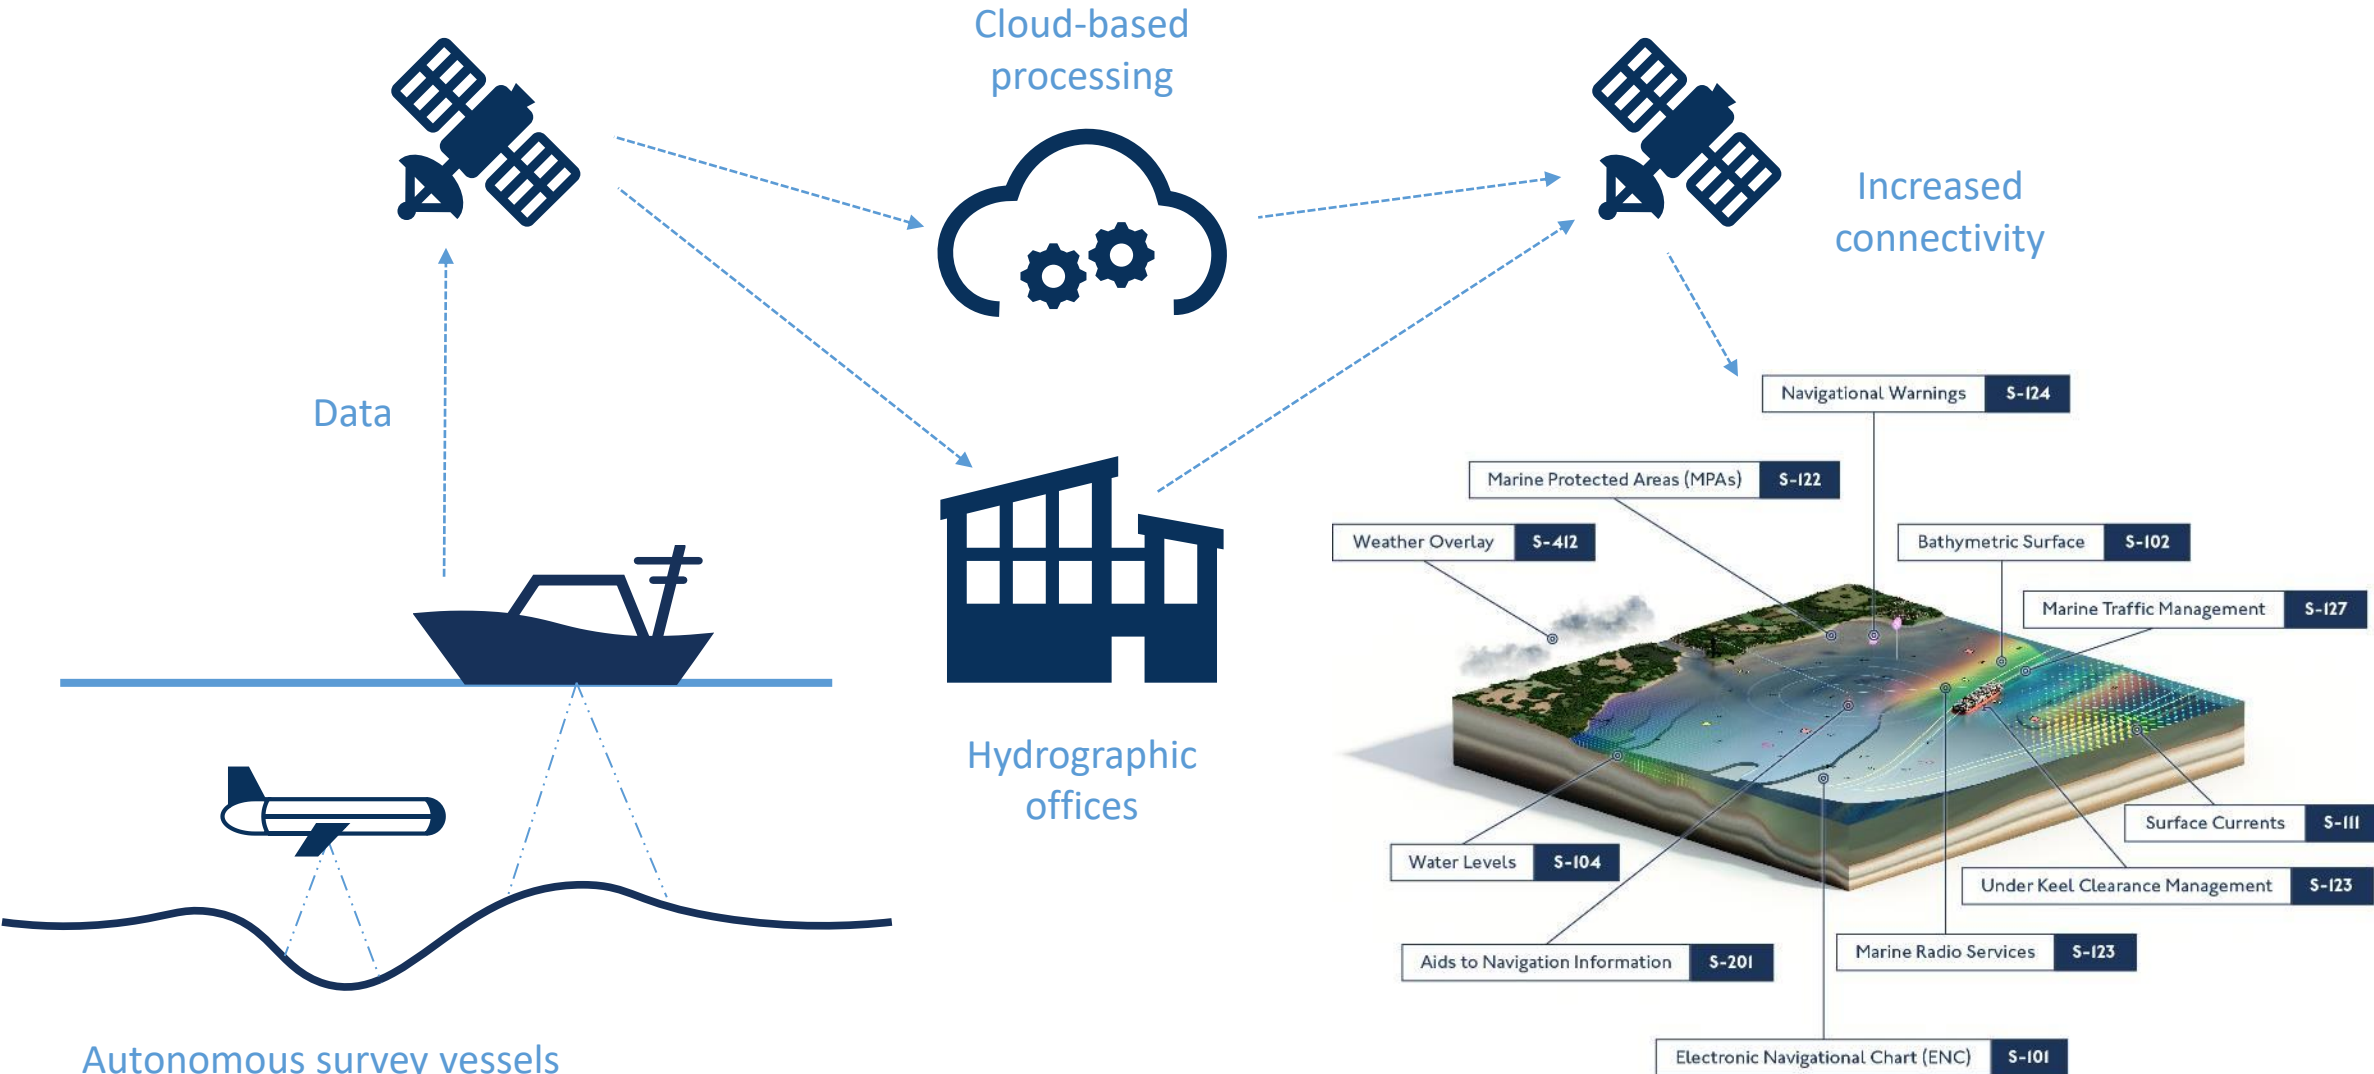 Cloud-based
processing
Increased
connectivity
Data
Navigational Warnings S-124
Marine Protected Areas (MPAs) S-122
Weather Overlay S-412
Bathymetric Surface S-102
Marine Traffic Management S-127
Hydrographic
offices
Surface Currents S-111
Water Levels S-104
Under Keel Clearance Management S-123
Marine Radio Services S-123
Aids to Navigation Information S-201
Electronic Navigational Chart (ENC) S-101
Autonomous survey vessels